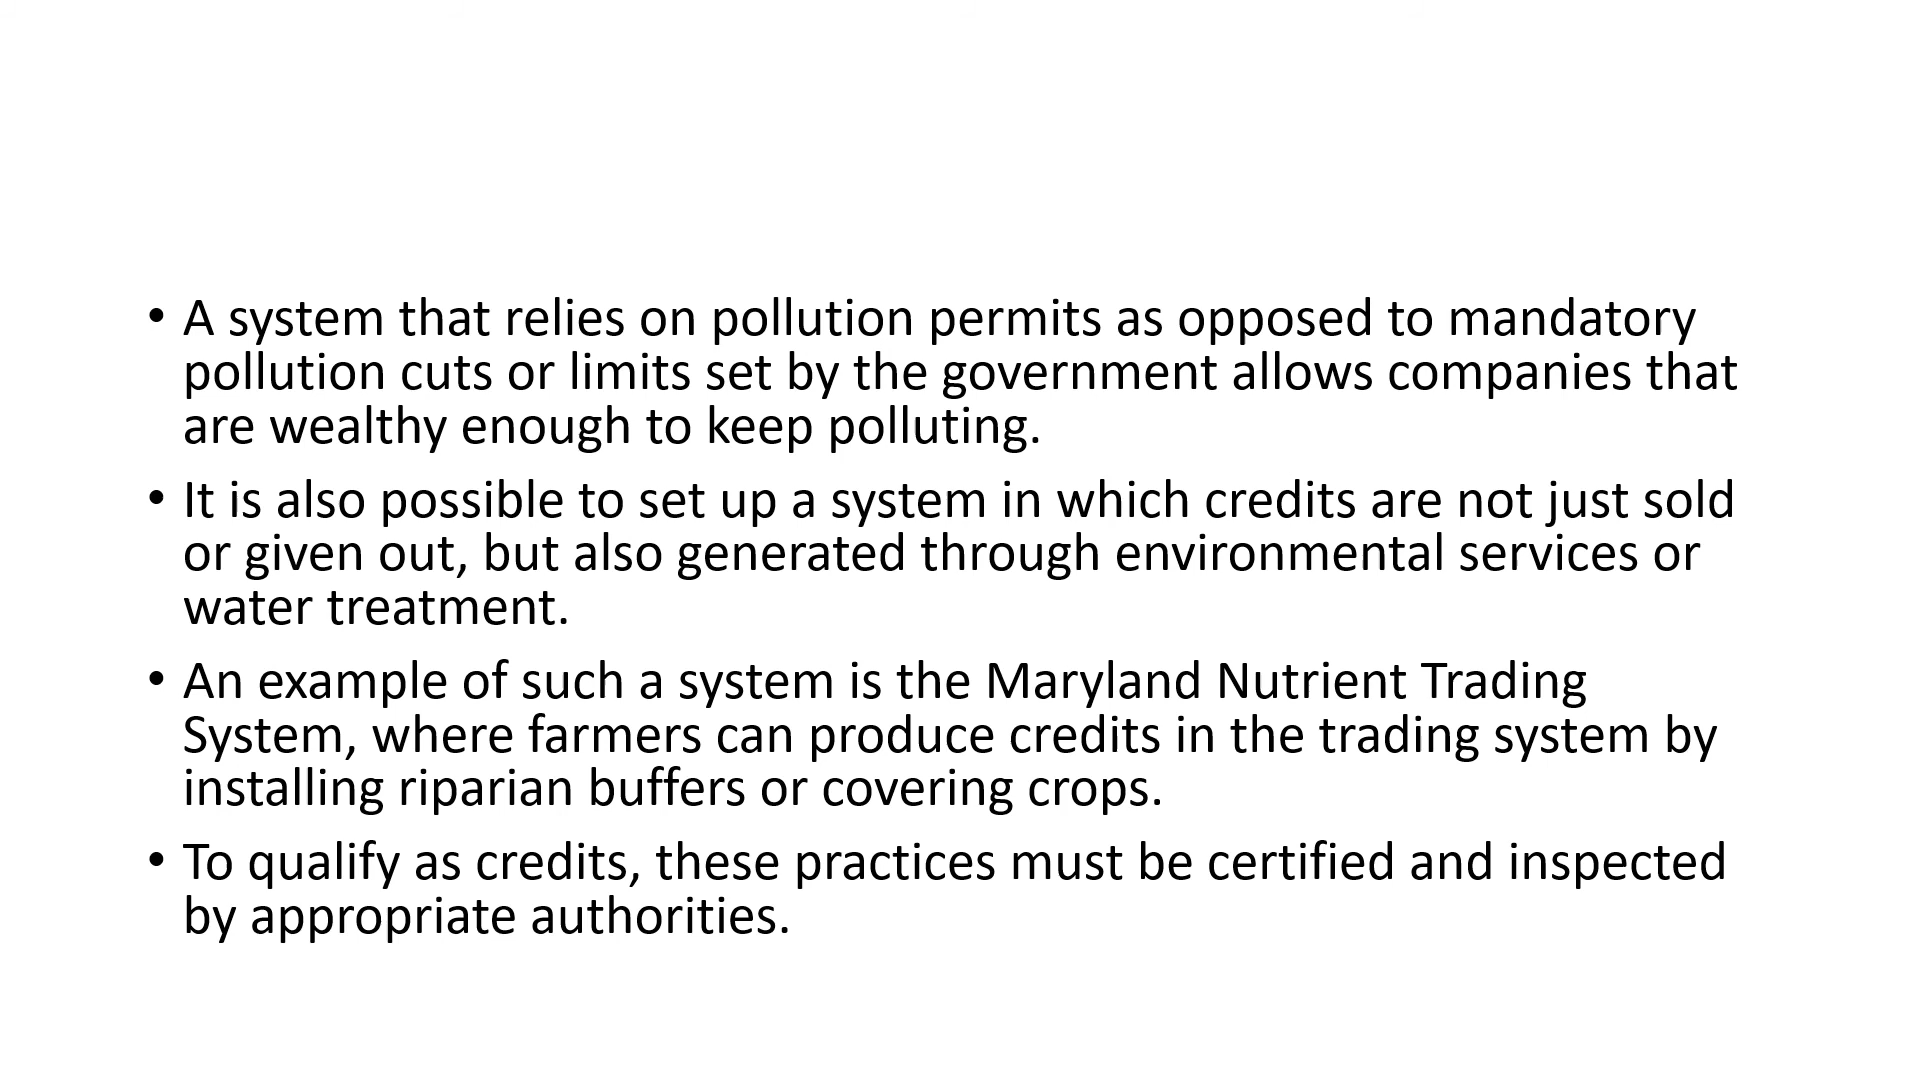 • A system that relies on pollution permits as opposed to mandatory
pollution cuts or limits set by the government allows companies that
are wealthy enough to keep polluting.
• It is also possible to set up a system in which credits are not just sold
or given out, but also generated through environmental services or
water treatment.
• An example of such a system is the Maryland Nutrient Trading
System, where farmers can produce credits in the trading system by
installing riparian buffers or covering crops.
• To qualify as credits, these practices must be certified and inspected
by appropriate authorities.